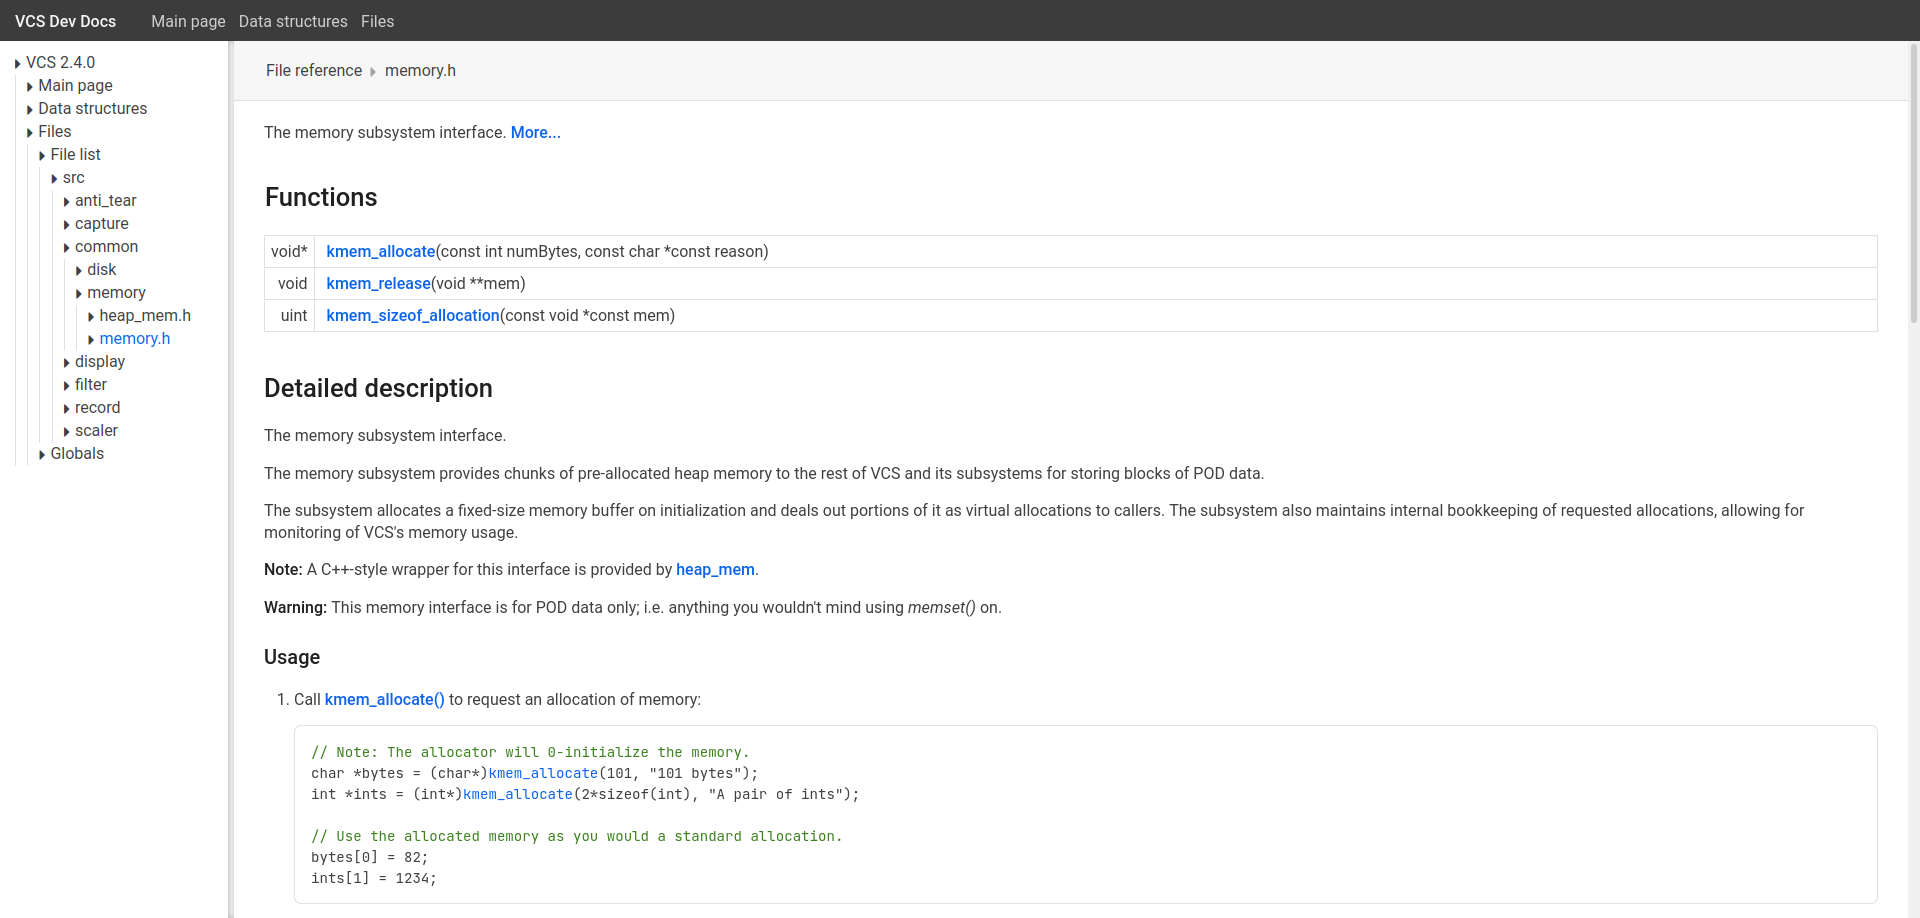 VCS Dev Docs Main page Data structures Files
VCS 2.4.0
Main page
Data structures
Files
File list
src
anti_tear
capture
common
disk
memory
heap_mem.h
memory.h
display
filter
record
scaler
Globals
File reference memory.h
The memory subsystem interface. More...
Functions
void* kmem_allocate(const int numBytes, const char *const reason)
void kmem_release(void **mem)
uint kmem_sizeof_allocation(const void *const mem)
Detailed description
The memory subsystem interface.
The memory subsystem provides chunks of pre-allocated heap memory to the rest of VCS and its subsystems for storing blocks of POD data.
The subsystem allocates a fixed-size memory buffer on initialization and deals out portions of it as virtual allocations to callers. The subsystem also maintains internal bookkeeping of requested allocations, allowing for
monitoring of VCS's memory usage.
Note: A C++-style wrapper for this interface is provided by heap_mem.
Warning: This memory interface is for POD data only; i.e. anything you wouldn't mind using memset() on.
Usage
1. Call kmem_allocate() to request an allocation of memory:
// Note: The allocator will 0-initialize the memory.
char *bytes = (char*)kmem_allocate(101, "101 bytes");
int *ints = (int*)kmem_allocate(2*sizeof(int), "A pair of ints");
// Use the allocated memory as you would a standard allocation.
bytes[0] = 82;
ints[1] = 1234;